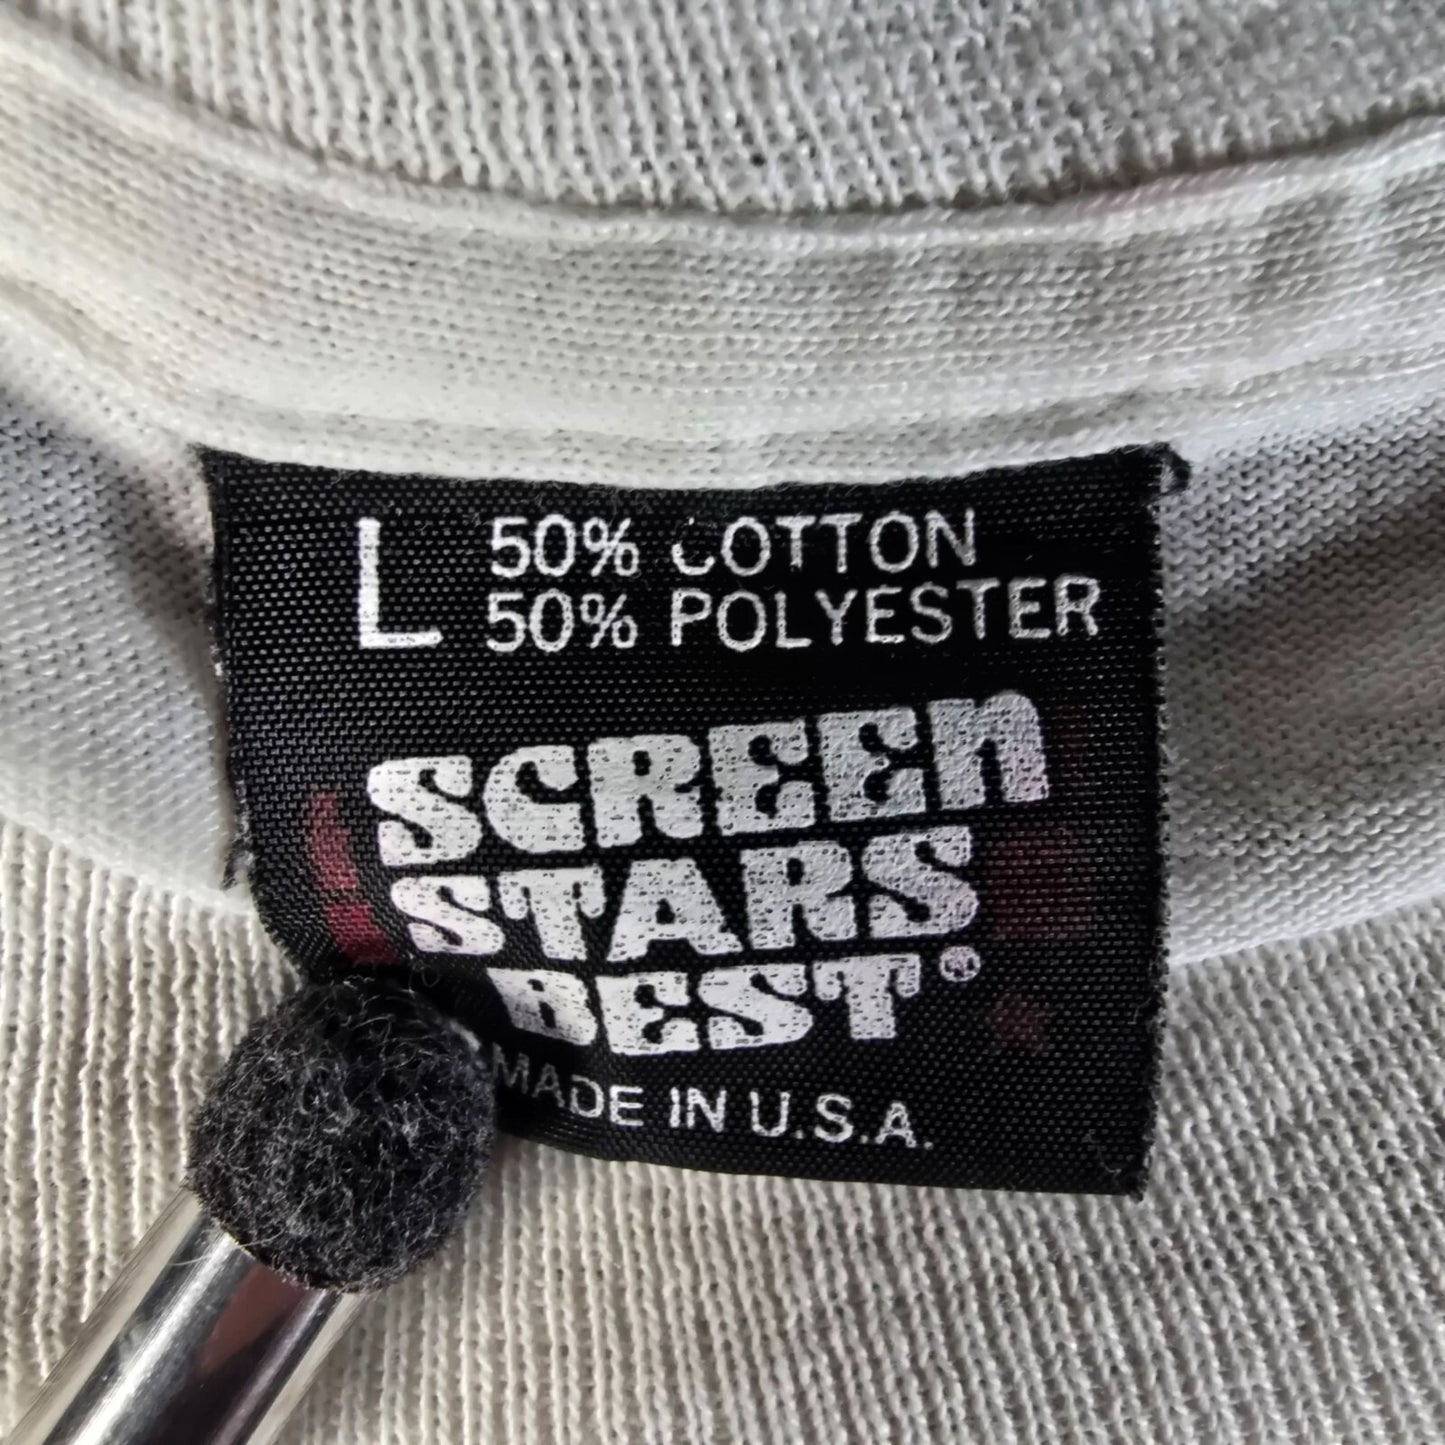 L 50% COTTON
50% POLYESTER
SCREEN
STARS
BEST®
MADE IN U.S.A.